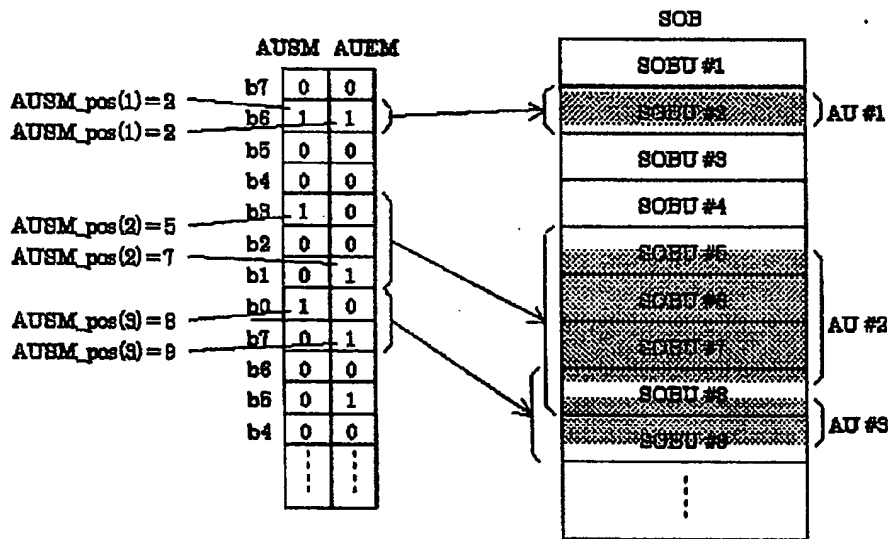 SOB
AUSM AUEM
b7 0 0
AUSM_pos(1)=2
b6 1 1
AUSM_pos(1)=2
b5 0 0
b4 0 0
b3 1 0
AUSM_pos(2)=5
b2 0 0
AUSM_pos(2)=7
b1 0 1
b0 1 0
AUSM_pos(3)=8
b7 0 1
AUSM_pos(3)=9
b6 0 0
b5 0 1
b4 0 0
SOBU #1
SOBU #2
AU #1
SOBU #3
SOBU #4
SOBU #5
SOBU #6
AU #2
SOBU #7
SOBU #8
AU #3
SOBU #9